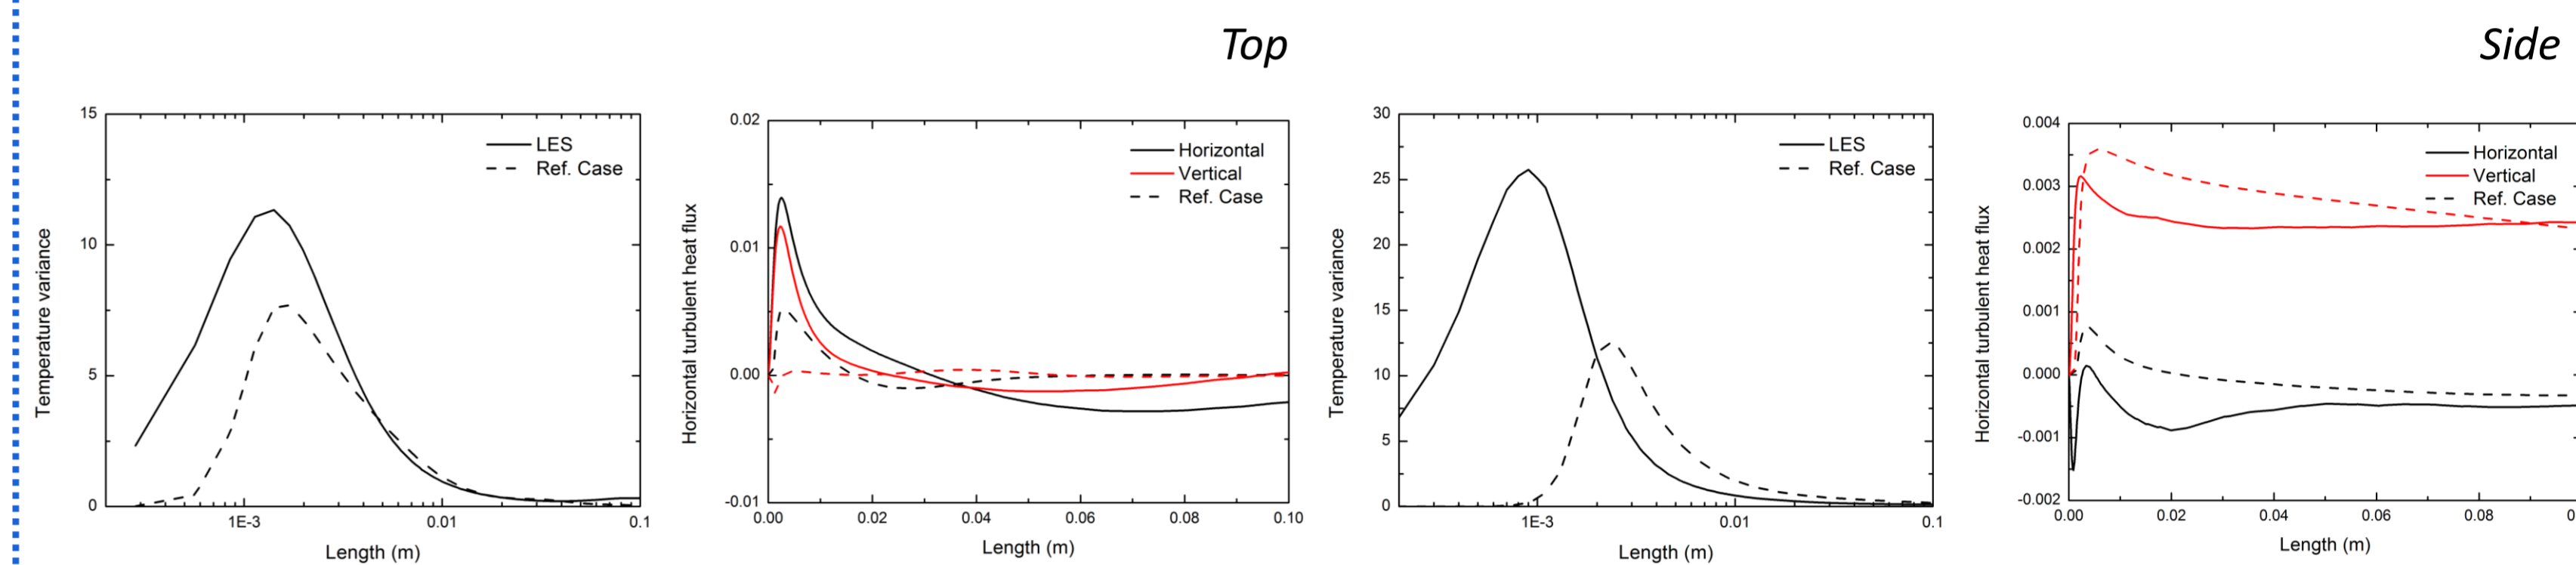 Top
Side
15
10
5
0
1E-3
0.01
0.1
Temperature variance
Length (m)
LES
Ref. Case
0.02
0.01
0.00
-0.01
0.00
0.02
0.04
0.06
0.08
0.10
Horizontal turbulent heat flux
Length (m)
Horizontal
Vertical
Ref. Case
30
25
20
15
10
5
0
1E-3
0.01
0.1
Temperature variance
Length (m)
LES
Ref. Case
0.004
0.003
0.002
0.001
0.000
-0.001
-0.002
0.00
0.02
0.04
0.06
0.08
Horizontal turbulent heat flux
Length (m)
Horizontal
Vertical
Ref. Case